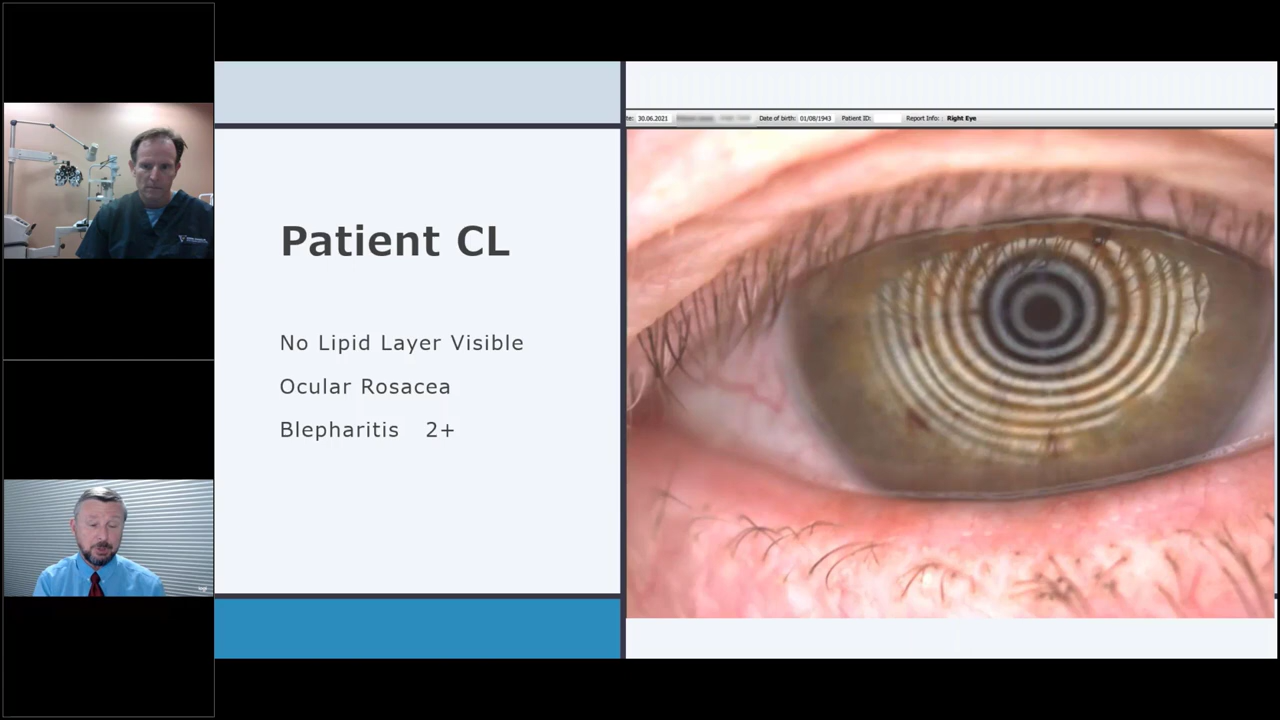 Patient CL
No Lipid Layer Visible
Ocular Rosacea
Blepharitis 2+
30.06.2021 Date of birth: 01/08/1943 Patient ID: Report Info: Right Eye